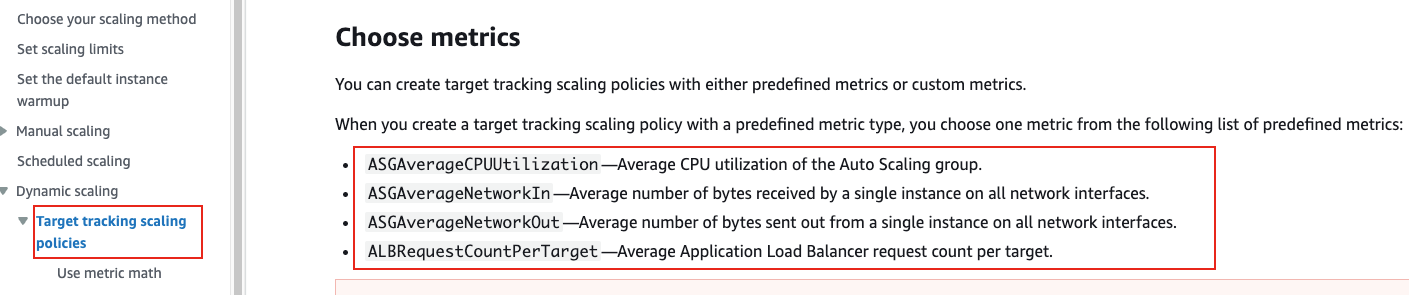 Choose your scaling method
Set scaling limits
Set the default instance
warmup
Manual scaling
Scheduled scaling
Dynamic scaling
Target tracking scaling
policies
Use metric math
Choose metrics
You can create target tracking scaling policies with either predefined metrics or custom metrics.
When you create a target tracking scaling policy with a predefined metric type, you choose one metric from the following list of predefined metrics:
• ASGAverageCPUUtilization—Average CPU utilization of the Auto Scaling group.
• ASGAverageNetworkIn—Average number of bytes received by a single instance on all network interfaces.
• ASGAverageNetworkOut—Average number of bytes sent out from a single instance on all network interfaces.
• ALBRequestCountPerTarget—Average Application Load Balancer request count per target.